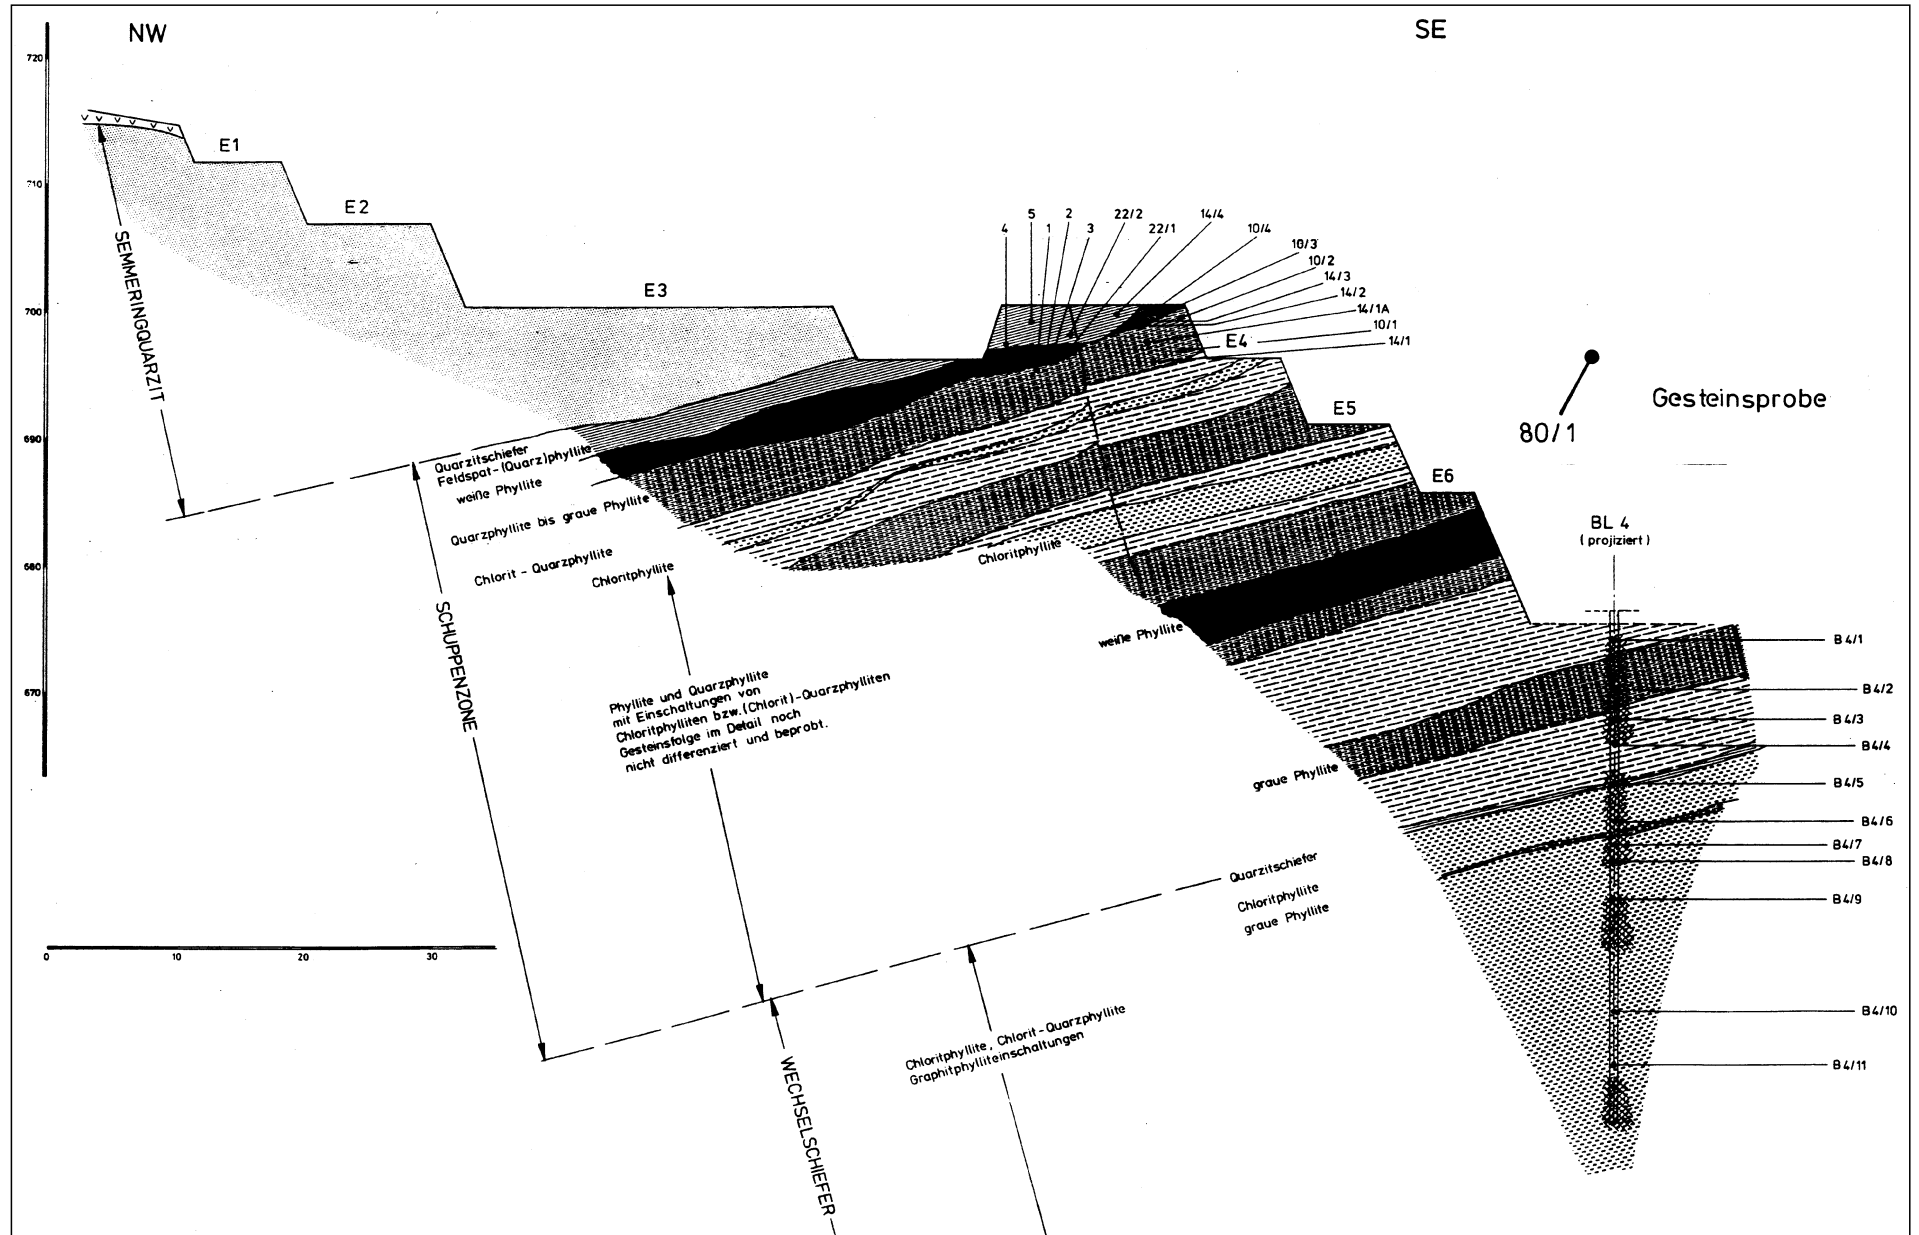 NW
SE
720
710
700
690
680
670
E1
E2
E3
E4
E5
E6
4
5
1
2
3
22/2
22/1
14/4
10/4
10/3
10/2
14/3
14/2
14/1A
10/1
14/1
80/1
Gesteinsprobe
BL 4
(projiziert)
SEMMERINGQUARZIT
Quarzitschiefer
Feldspat-(Quarz)phyllite
weiße Phyllite
Quarzphyllite bis graue Phyllite
Chlorit - Quarzphyllite
Chloritphyllite
Chloritphyllite
weiße Phyllite
SCHUPPENZONE
Phyllite und Quarzphyllite
mit Einschaltungen von
Chloritphylliten bzw.(Chlorit)-Quarzphylliten
Gesteinsfolge im Detail noch
nicht differenziert und beprobt.
graue Phyllite
Quarzitschiefer
Chloritphyllite
graue Phyllite
B4/1
B4/2
B4/3
B4/4
B4/5
B4/6
B4/7
B4/8
B4/9
B4/10
B4/11
0
10
20
30
Chloritphyllite, Chlorit-Quarzphyllite
Graphitphylliteinschaltungen
WECHSELSCHIEFER